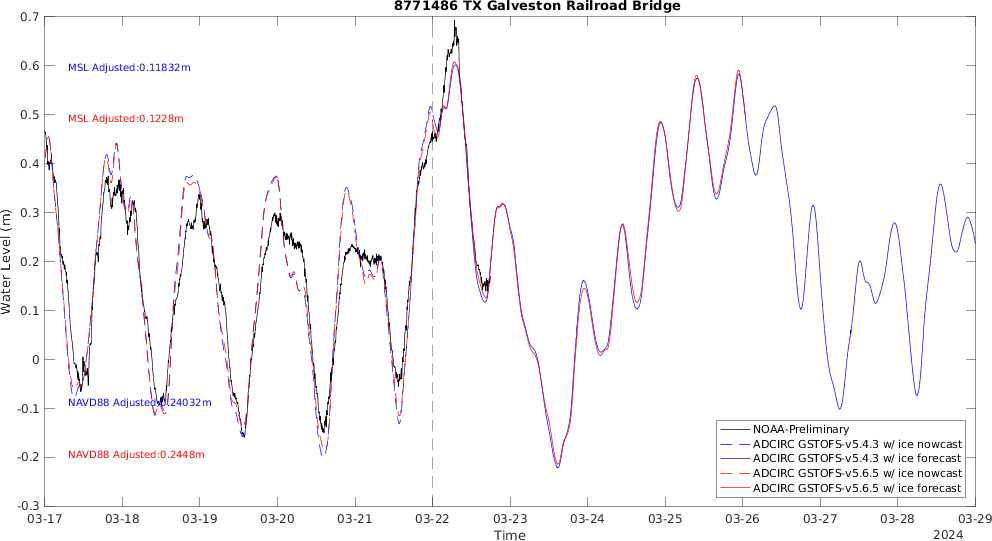 8771486 TX Galveston Railroad Bridge
0.7
0.6
0.5
0.4
0.3
0.2
0.1
0
-0.1
-0.2
-0.3
Water Level (m)
MSL Adjusted:0.11832m
MSL Adjusted:0.1228m
NAVD88 Adjusted:0.24032m
NAVD88 Adjusted:0.2448m
NOAA-Preliminary
ADCIRC GSTOFS-v5.4.3 w/ ice nowcast
ADCIRC GSTOFS-v5.4.3 w/ ice forecast
ADCIRC GSTOFS-v5.6.5 w/ ice nowcast
ADCIRC GSTOFS-v5.6.5 w/ ice forecast
03-17 03-18 03-19 03-20 03-21 03-22 03-23 03-24 03-25 03-26 03-27 03-28 03-29
Time
2024